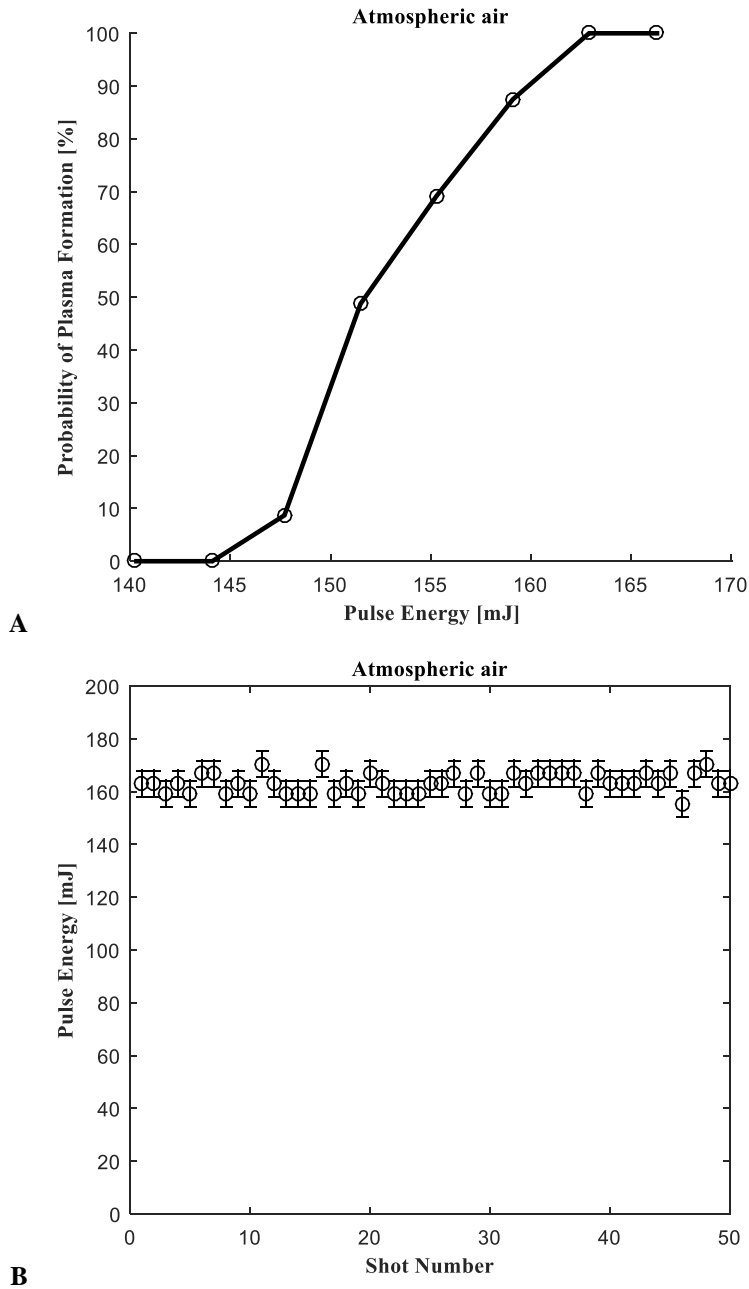 Atmospheric air
100
90
80
70
60
50
40
30
20
10
0
Probability of Plasma Formation [%]
140 145 150 155 160 165 170
Pulse Energy [mJ]
A
Atmospheric air
200
180
160
140
120
100
80
60
40
20
0
Pulse Energy [mJ]
0 10 20 30 40 50
Shot Number
B